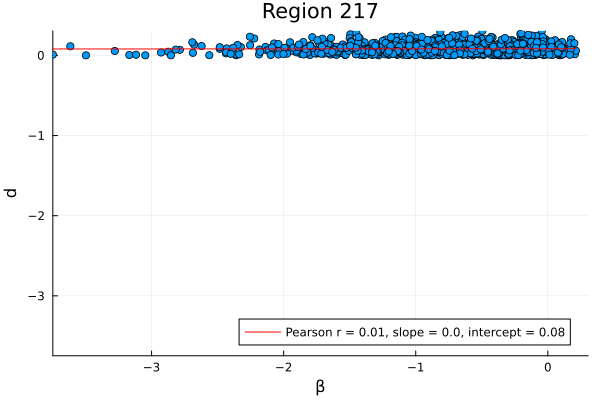 Region 217
0
−1
−2
−3
d
Pearson r = 0.01, slope = 0.0, intercept = 0.08
−3
−2
−1
0
β